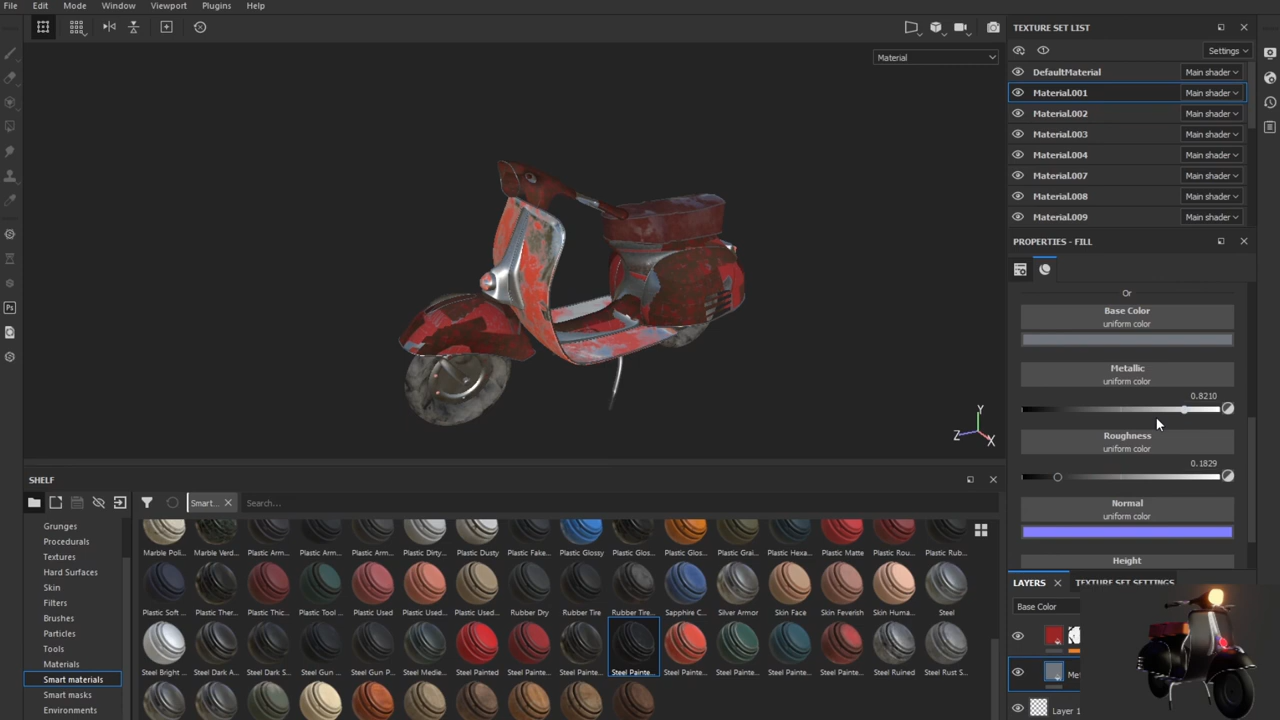 File Edit Mode Window Plugins Help
Material
TEXTURE SET LIST
Settings
DefaultMaterial Main shader
Material.001 Main shader
Material.002 Main shader
Material.003 Main shader
Material.004 Main shader
Material.007 Main shader
Material.008 Main shader
Material.009 Main shader
PROPERTIES - FILL
Or
Base Color
uniform color
Metallic
uniform color
0.8210
Roughness
uniform color
0.1829
Normal
uniform color
Height
Y
Z
X
Ps
SHELF
Smart...
Search...
Grunges
Procedurals
Textures
Hard Surfaces
Skin
Filters
Brushes
Particles
Tools
Materials
Smart materials
Smart masks
Environments
Marble Poli... Marble Verd... Plastic Arm... Plastic Arm... Plastic Arm... Plastic Dirty... Plastic Dusty Plastic Fake... Plastic Glossy Plastic Glos... Plastic Glos... Plastic Grai... Plastic Hexa... Plastic Matte Plastic Rou... Plastic Rub...
Plastic Soft ... Plastic Ther... Plastic Thic... Plastic Tool ... Plastic Used Plastic Used... Plastic Used... Rubber Dry Rubber Tire Rubber Tire... Sapphire C... Silver Armor Skin Face Skin Feverish Skin Huma... Steel
Steel Bright ... Steel Dark A... Steel Dark S... Steel Gun ... Steel Gun P... Steel Medie... Steel Painted Steel Painte... Steel Painte... Steel Painte... Steel Painte... Steel Painte... Steel Painte... Steel Painte... Steel Ruined Steel Rust S...
LAYERS TEXTURE SET SETTINGS
Base Color
Met
Layer 1